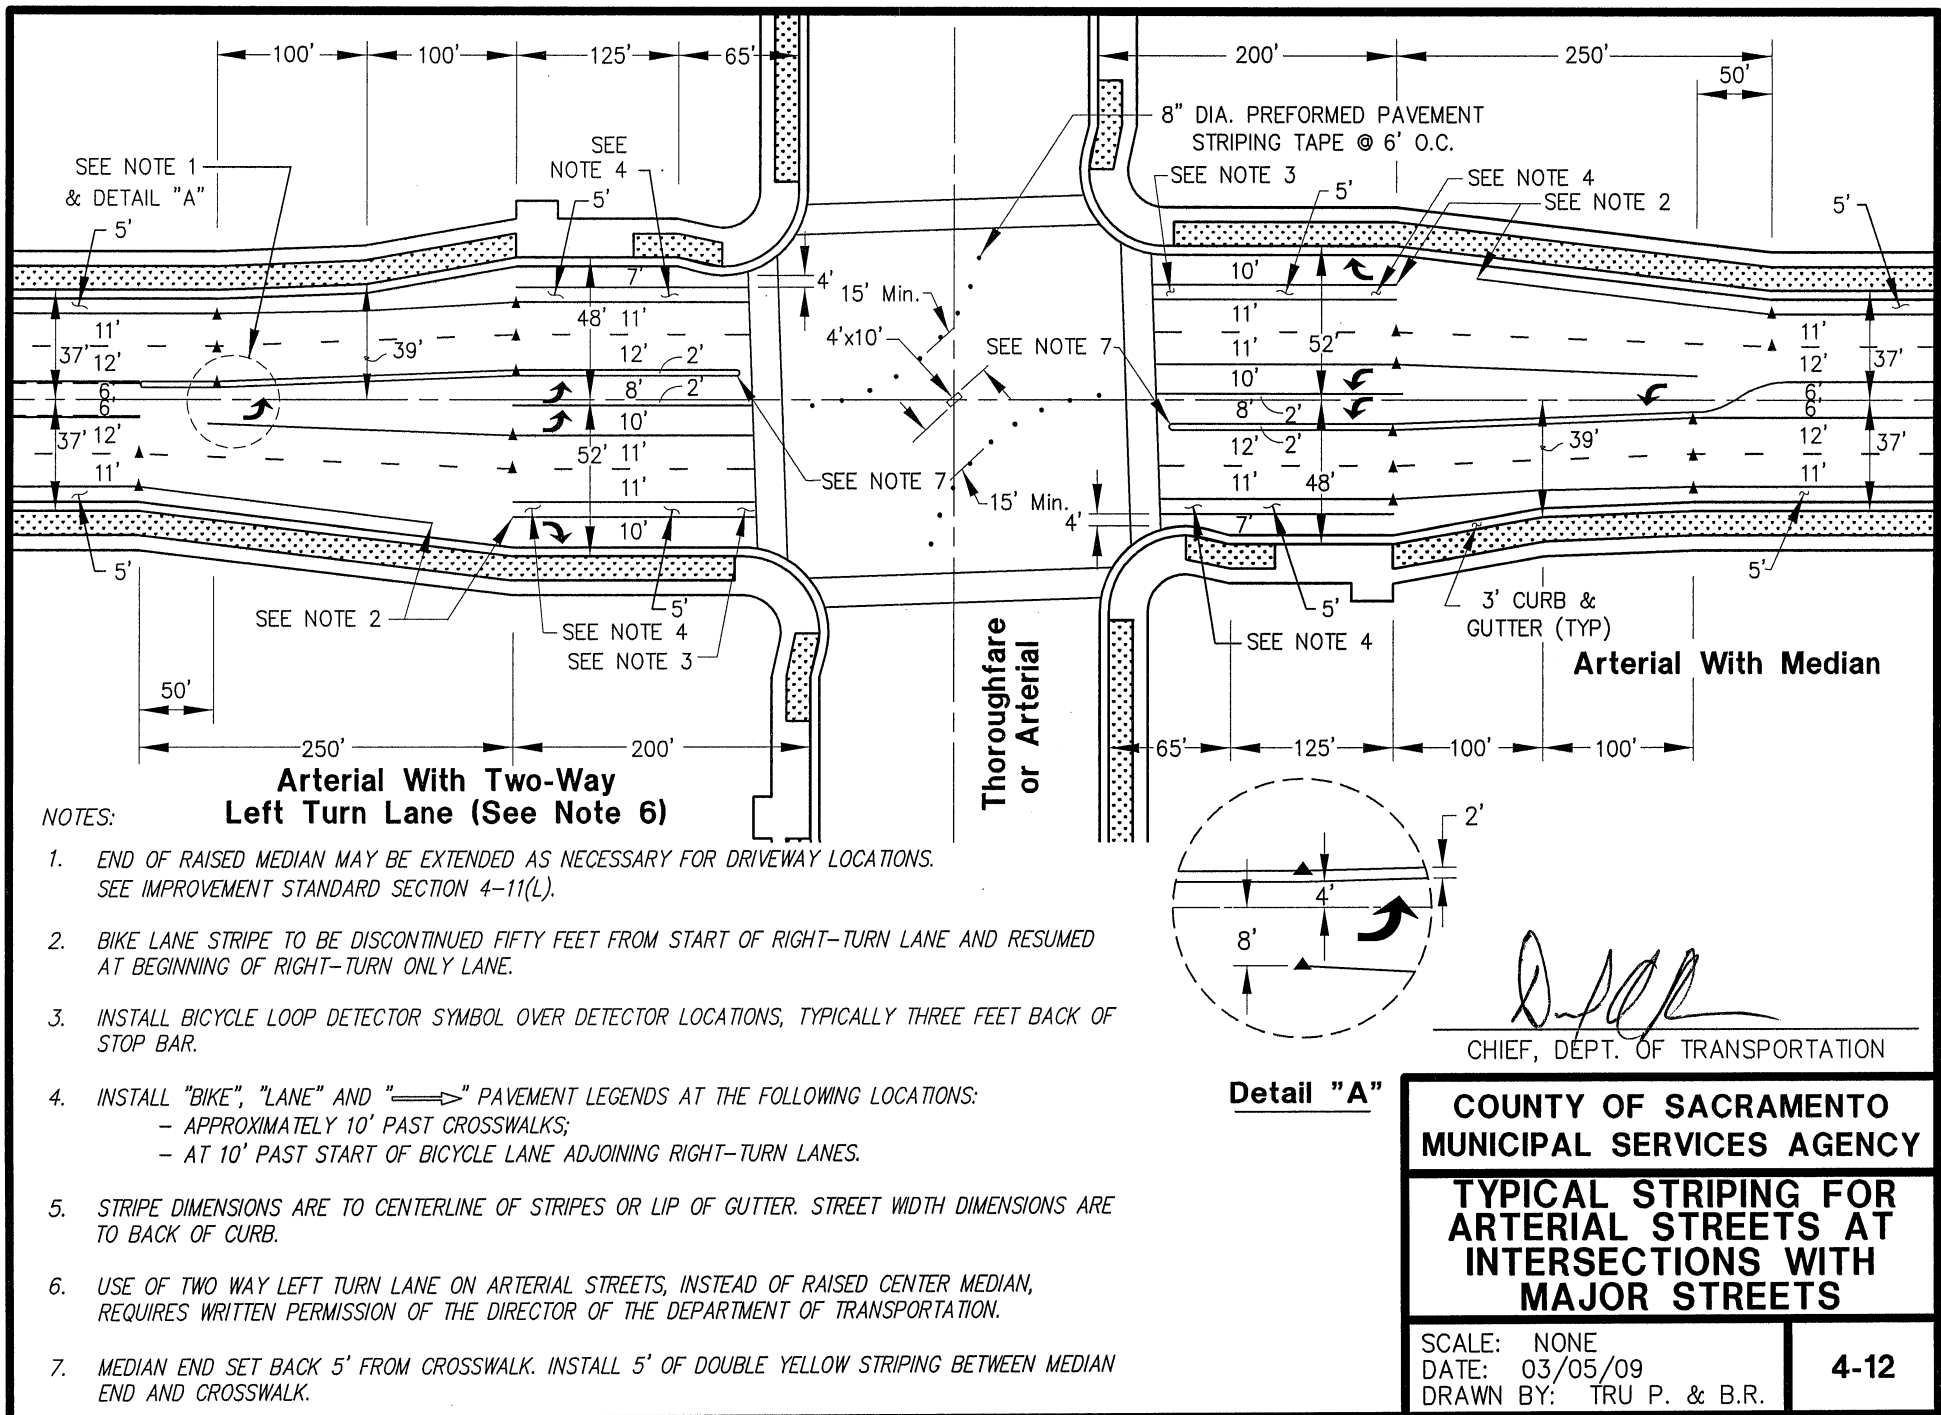 100' 100' 125' 65' 200' 250'
50'
8" DIA. PREFORMED PAVEMENT
STRIPING TAPE @ 6' O.C.
SEE NOTE 1
& DETAIL "A"
SEE
NOTE 4
SEE NOTE 3
SEE NOTE 4
SEE NOTE 2
5' 5' 5' 5'
7' 4' 10'
15' Min.
4'x10'
SEE NOTE 7
11' 48' 11' 11' 11'
37' 12' 39' 12' 2' 11' 52' 12' 37'
6' 8' 2' 10' 6'
6' 10' 8' 2' 6'
37' 12' 52' 11' 12' 2' 39' 12' 37'
11' 11' 11' 48' 11'
SEE NOTE 7
15' Min.
10' 4' 7'
5' 5' 5' 5'
SEE NOTE 2
SEE NOTE 4
SEE NOTE 3
SEE NOTE 4
3' CURB &
GUTTER (TYP)
Arterial With Median
Thoroughfare
or Arterial
50'
250' 200' 65' 125' 100' 100'
Arterial With Two-Way
Left Turn Lane (See Note 6)
2'
4'
8'
Detail "A"
NOTES:
1. END OF RAISED MEDIAN MAY BE EXTENDED AS NECESSARY FOR DRIVEWAY LOCATIONS.
SEE IMPROVEMENT STANDARD SECTION 4-11(L).
2. BIKE LANE STRIPE TO BE DISCONTINUED FIFTY FEET FROM START OF RIGHT-TURN LANE AND RESUMED
AT BEGINNING OF RIGHT-TURN ONLY LANE.
3. INSTALL BICYCLE LOOP DETECTOR SYMBOL OVER DETECTOR LOCATIONS, TYPICALLY THREE FEET BACK OF
STOP BAR.
4. INSTALL "BIKE", "LANE" AND "⟹" PAVEMENT LEGENDS AT THE FOLLOWING LOCATIONS:
- APPROXIMATELY 10' PAST CROSSWALKS;
- AT 10' PAST START OF BICYCLE LANE ADJOINING RIGHT-TURN LANES.
5. STRIPE DIMENSIONS ARE TO CENTERLINE OF STRIPES OR LIP OF GUTTER. STREET WIDTH DIMENSIONS ARE
TO BACK OF CURB.
6. USE OF TWO WAY LEFT TURN LANE ON ARTERIAL STREETS, INSTEAD OF RAISED CENTER MEDIAN,
REQUIRES WRITTEN PERMISSION OF THE DIRECTOR OF THE DEPARTMENT OF TRANSPORTATION.
7. MEDIAN END SET BACK 5' FROM CROSSWALK. INSTALL 5' OF DOUBLE YELLOW STRIPING BETWEEN MEDIAN
END AND CROSSWALK.
CHIEF, DEPT. OF TRANSPORTATION
COUNTY OF SACRAMENTO
MUNICIPAL SERVICES AGENCY
TYPICAL STRIPING FOR
ARTERIAL STREETS AT
INTERSECTIONS WITH
MAJOR STREETS
SCALE: NONE
DATE: 03/05/09
DRAWN BY: TRU P. & B.R.
4-12